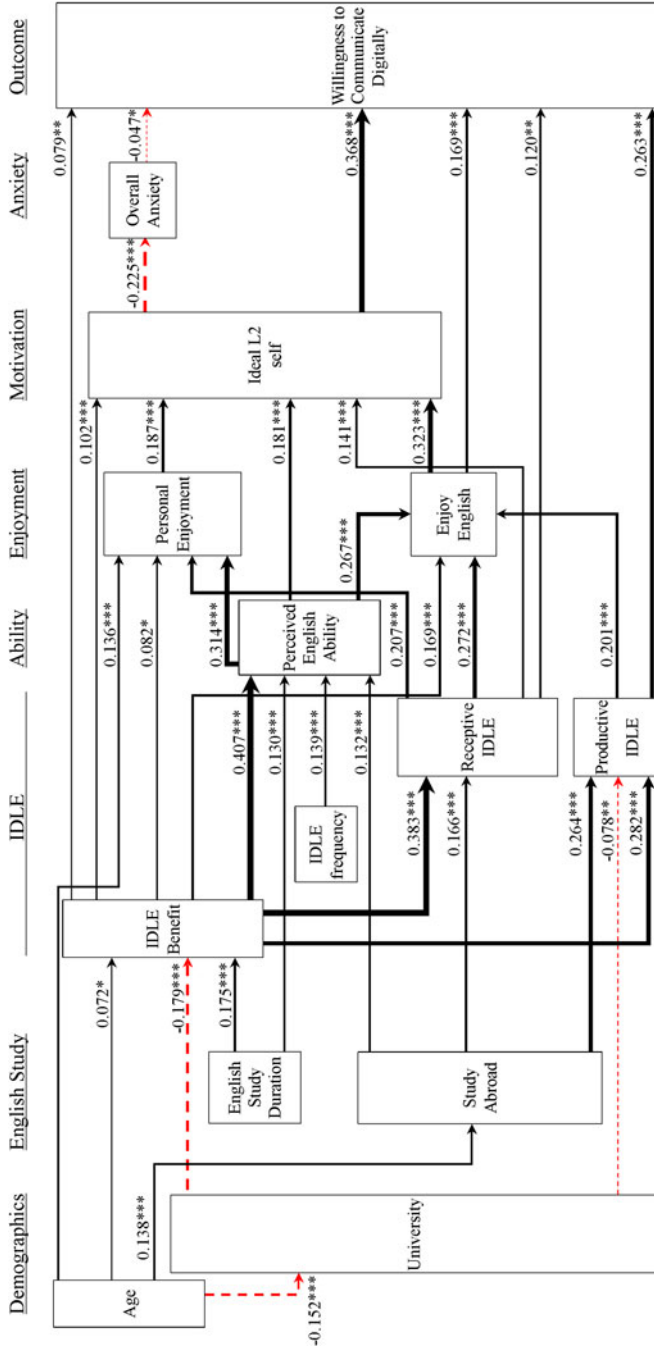 Demographics
English Study
IDLE
Ability
Enjoyment
Motivation
Anxiety
Outcome
Age
University
-0.152***
0.138***
0.072*
-0.179***
0.175***
English
Study
Duration
Study
Abroad
IDLE
Benefit
IDLE
frequency
0.136***
0.082*
0.407***
0.130***
0.139***
0.132***
0.383***
0.166***
0.264***
-0.078**
0.282***
Receptive
IDLE
Productive
IDLE
Perceived
English
Ability
0.314***
0.207***
0.169***
0.272***
0.201***
Personal
Enjoyment
0.267***
Enjoy
English
0.102***
0.187***
0.181***
0.141***
0.323***
Ideal L2
self
-0.225***
Overall
Anxiety
0.079**
-0.047*
0.368***
0.169***
0.120**
0.263***
Willingness to
Communicate
Digitally